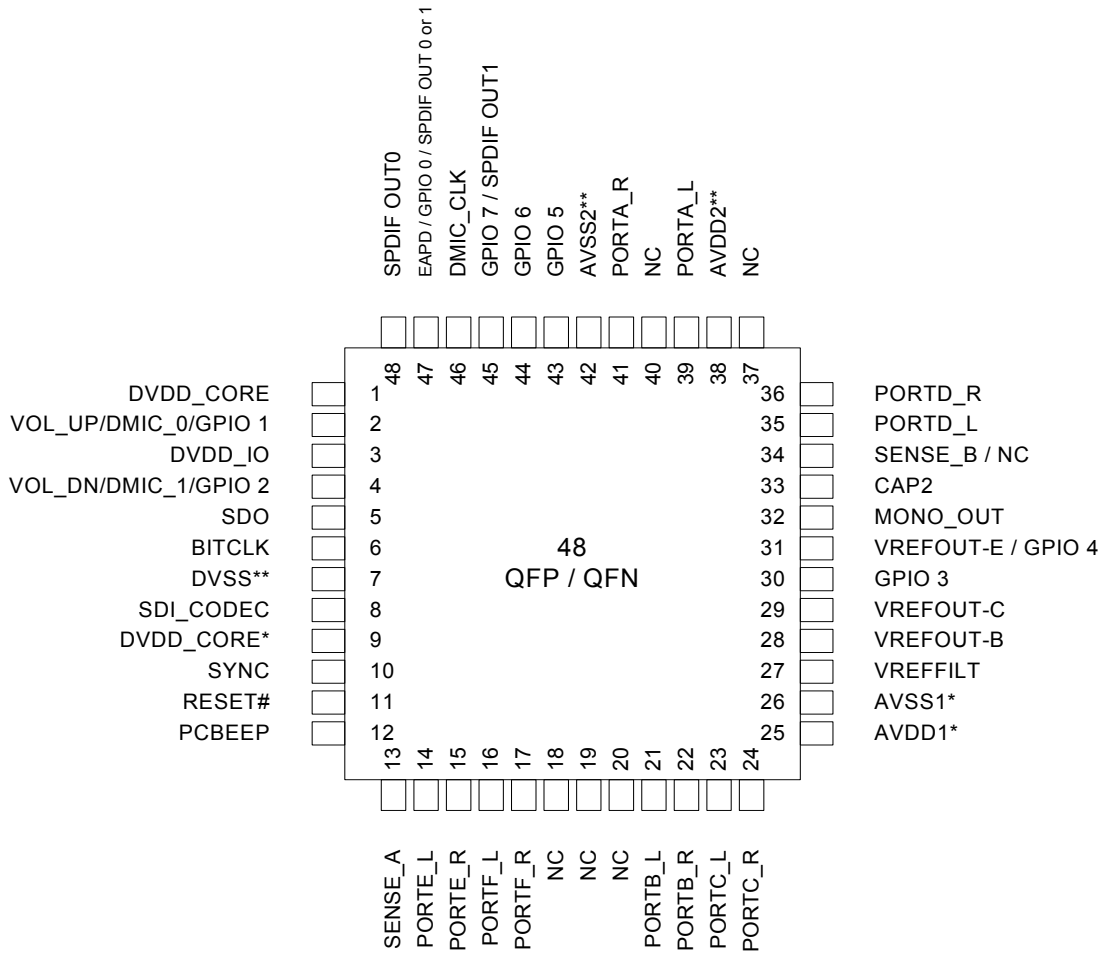 SPDIF OUT0
EAPD / GPIO 0 / SPDIF OUT 0 or 1
DMIC_CLK
GPIO 7 / SPDIF OUT1
GPIO 6
GPIO 5
AVSS2**
PORTA_R
NC
PORTA_L
AVDD2**
NC
48
47
46
45
44
43
42
41
40
39
38
37
DVDD_CORE 1
VOL_UP/DMIC_0/GPIO 1 2
DVDD_IO 3
VOL_DN/DMIC_1/GPIO 2 4
SDO 5
BITCLK 6
DVSS** 7
SDI_CODEC 8
DVDD_CORE* 9
SYNC 10
RESET# 11
PCBEEP 12
48
QFP / QFN
36 PORTD_R
35 PORTD_L
34 SENSE_B / NC
33 CAP2
32 MONO_OUT
31 VREFOUT-E / GPIO 4
30 GPIO 3
29 VREFOUT-C
28 VREFOUT-B
27 VREFFILT
26 AVSS1*
25 AVDD1*
13
14
15
16
17
18
19
20
21
22
23
24
SENSE_A
PORTE_L
PORTE_R
PORTF_L
PORTF_R
NC
NC
NC
PORTB_L
PORTB_R
PORTC_L
PORTC_R